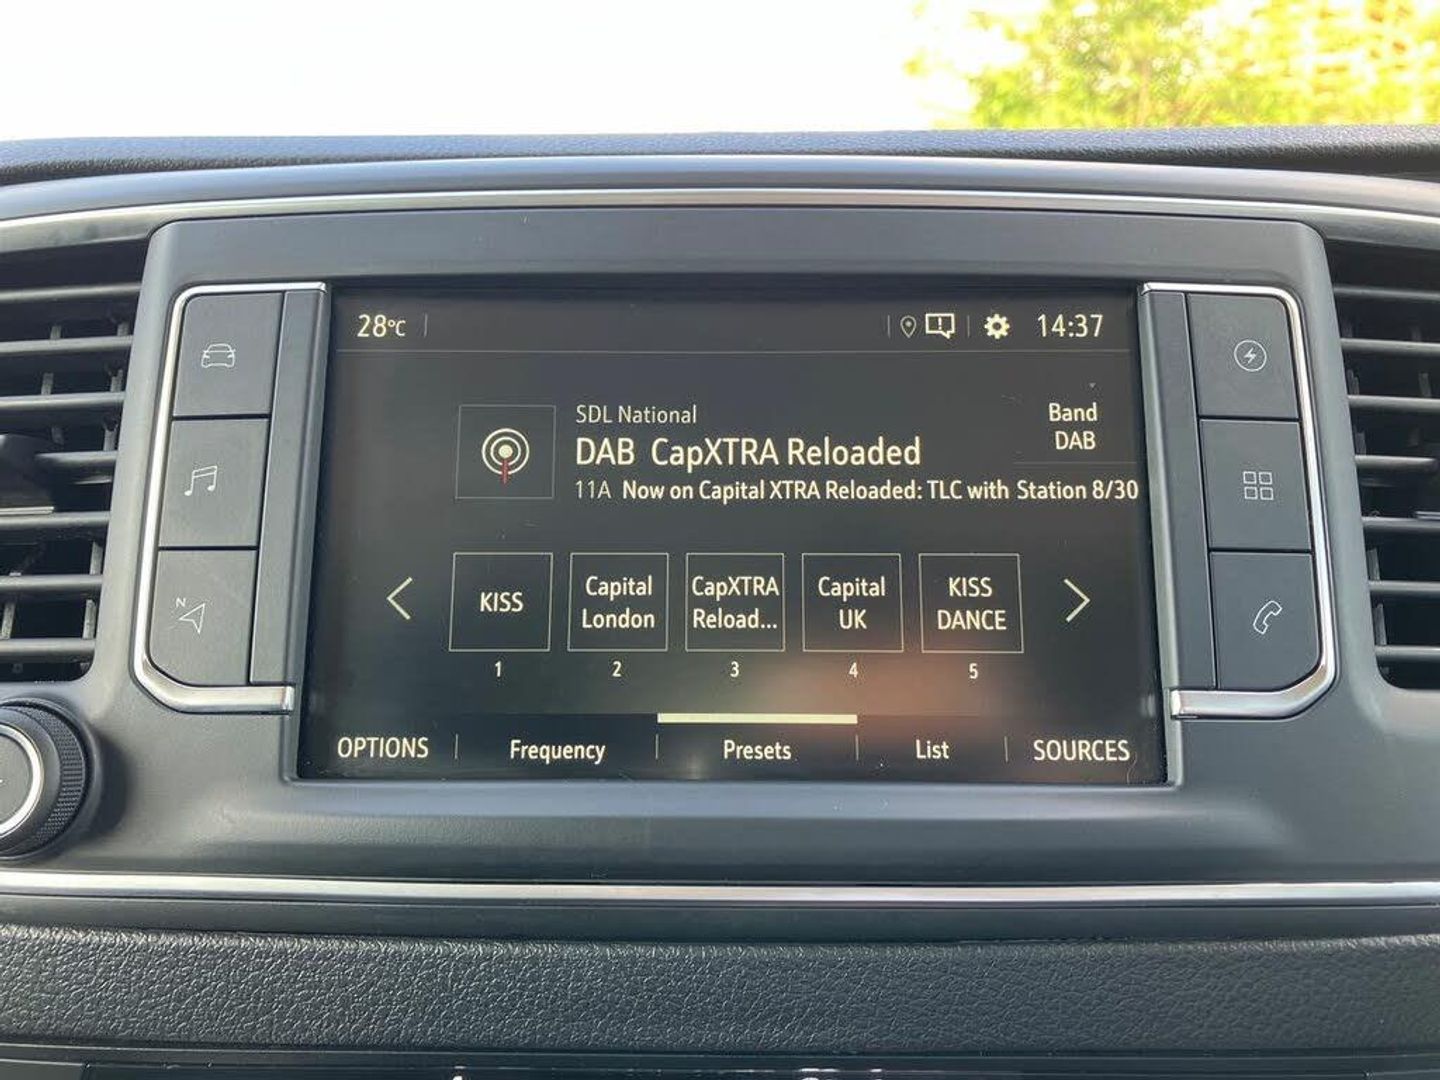 28°C
14:37
SDL National
DAB CapXTRA Reloaded
11A Now on Capital XTRA Reloaded: TLC with Station 8/30
Band
DAB
KISS
Capital
London
CapXTRA
Reload...
Capital
UK
KISS
DANCE
1 2 3 4 5
OPTIONS Frequency Presets List SOURCES
N